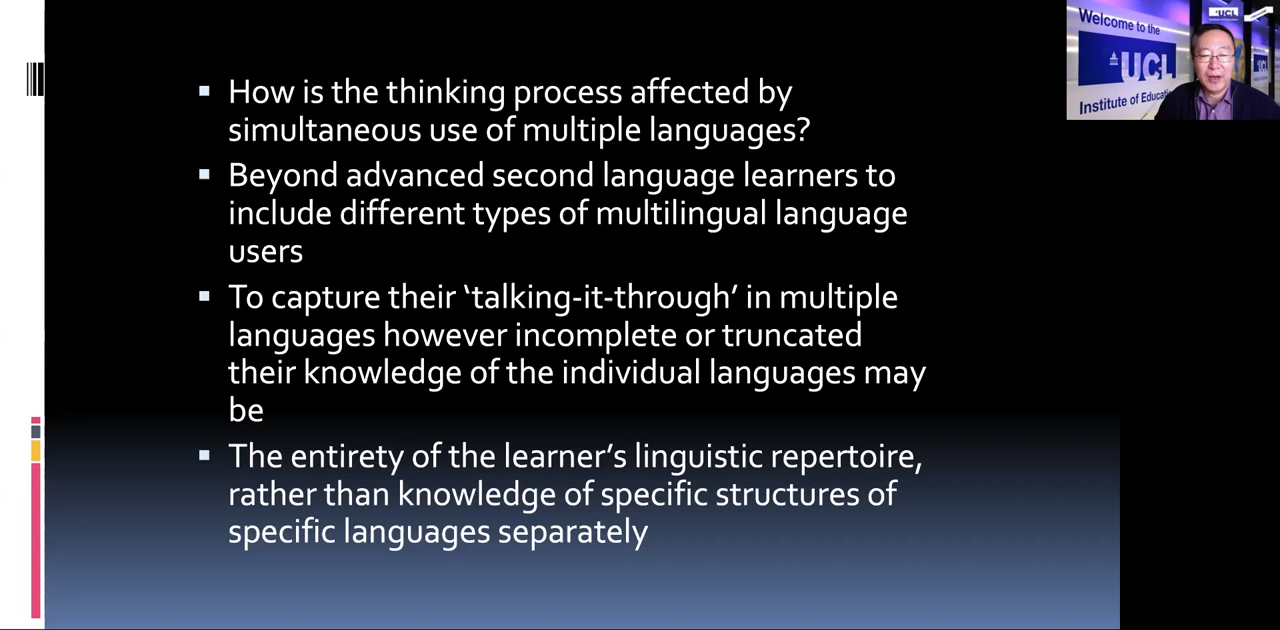 How is the thinking process affected by
simultaneous use of multiple languages?
Beyond advanced second language learners to
include different types of multilingual language
users
To capture their ‘talking-it-through’ in multiple
languages however incomplete or truncated
their knowledge of the individual languages may
be
The entirety of the learner’s linguistic repertoire,
rather than knowledge of specific structures of
specific languages separately
Welcome to the
UCL
Institute of Educatio
UCL
UCL